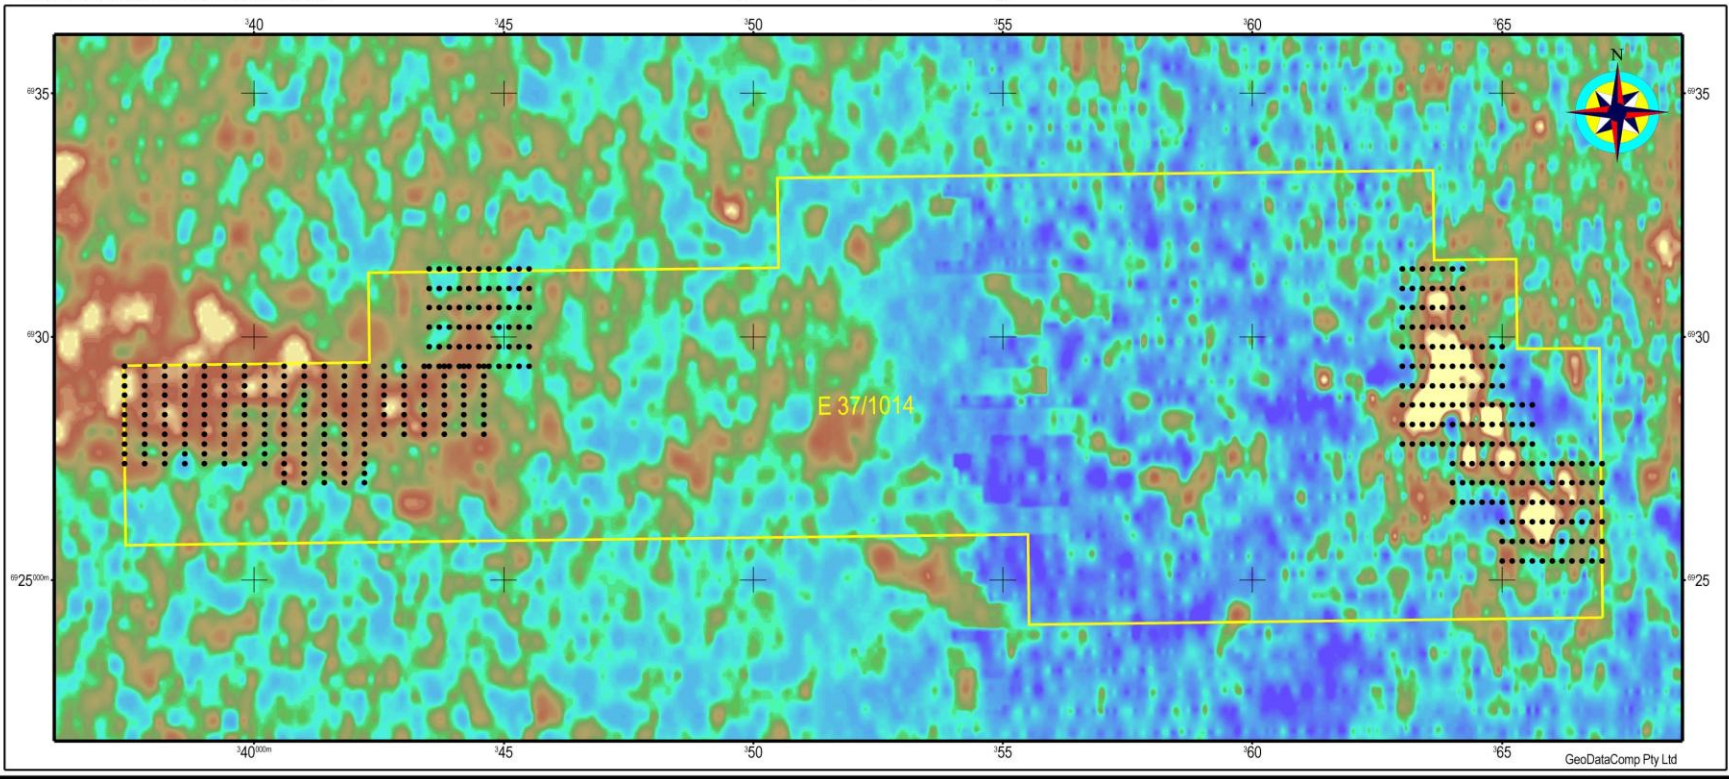 ³40 ³45 ³50 ³55 ³60 ³65
N
⁶⁹35 ⁶⁹35
⁶⁹30 ⁶⁹30
E 37/1014
⁶⁹25⁰⁰⁰ᵐ ⁶⁹25
³40⁰⁰⁰ᵐ ³45 ³50 ³55 ³60 ³65
GeoDataComp Pty Ltd